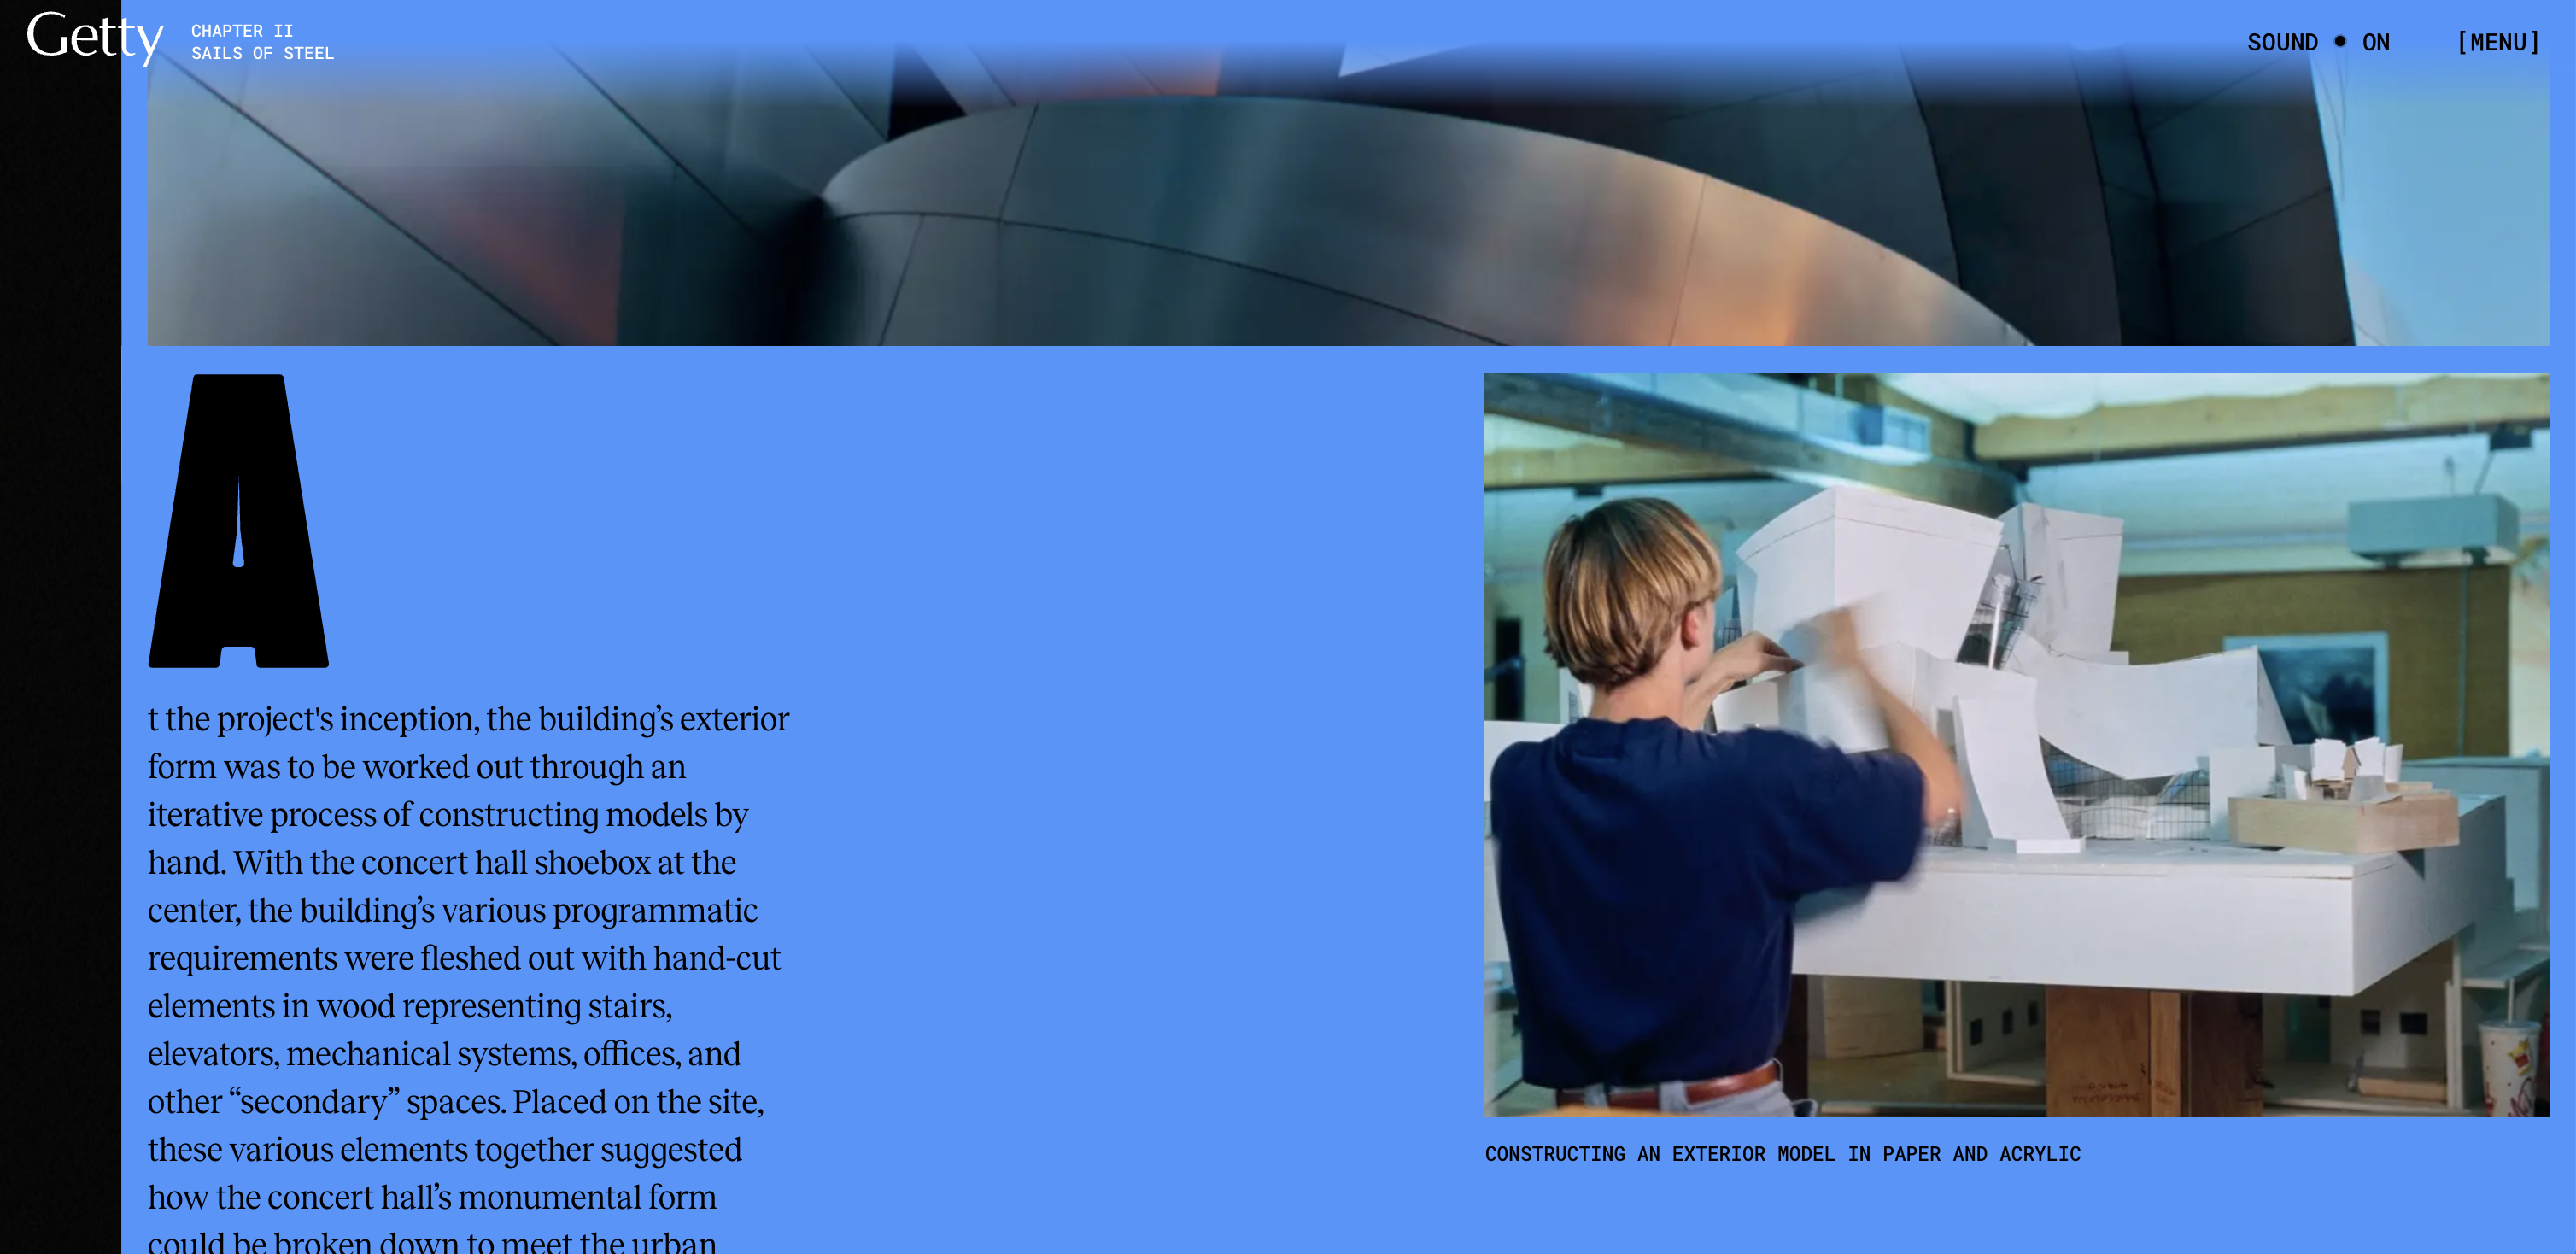 Getty
CHAPTER II
SAILS OF STEEL
SOUND • ON
[MENU]
A
t the project's inception, the building’s exterior
form was to be worked out through an
iterative process of constructing models by
hand. With the concert hall shoebox at the
center, the building’s various programmatic
requirements were fleshed out with hand-cut
elements in wood representing stairs,
elevators, mechanical systems, offices, and
other “secondary” spaces. Placed on the site,
these various elements together suggested
how the concert hall’s monumental form
could be broken down to meet the urban
CONSTRUCTING AN EXTERIOR MODEL IN PAPER AND ACRYLIC